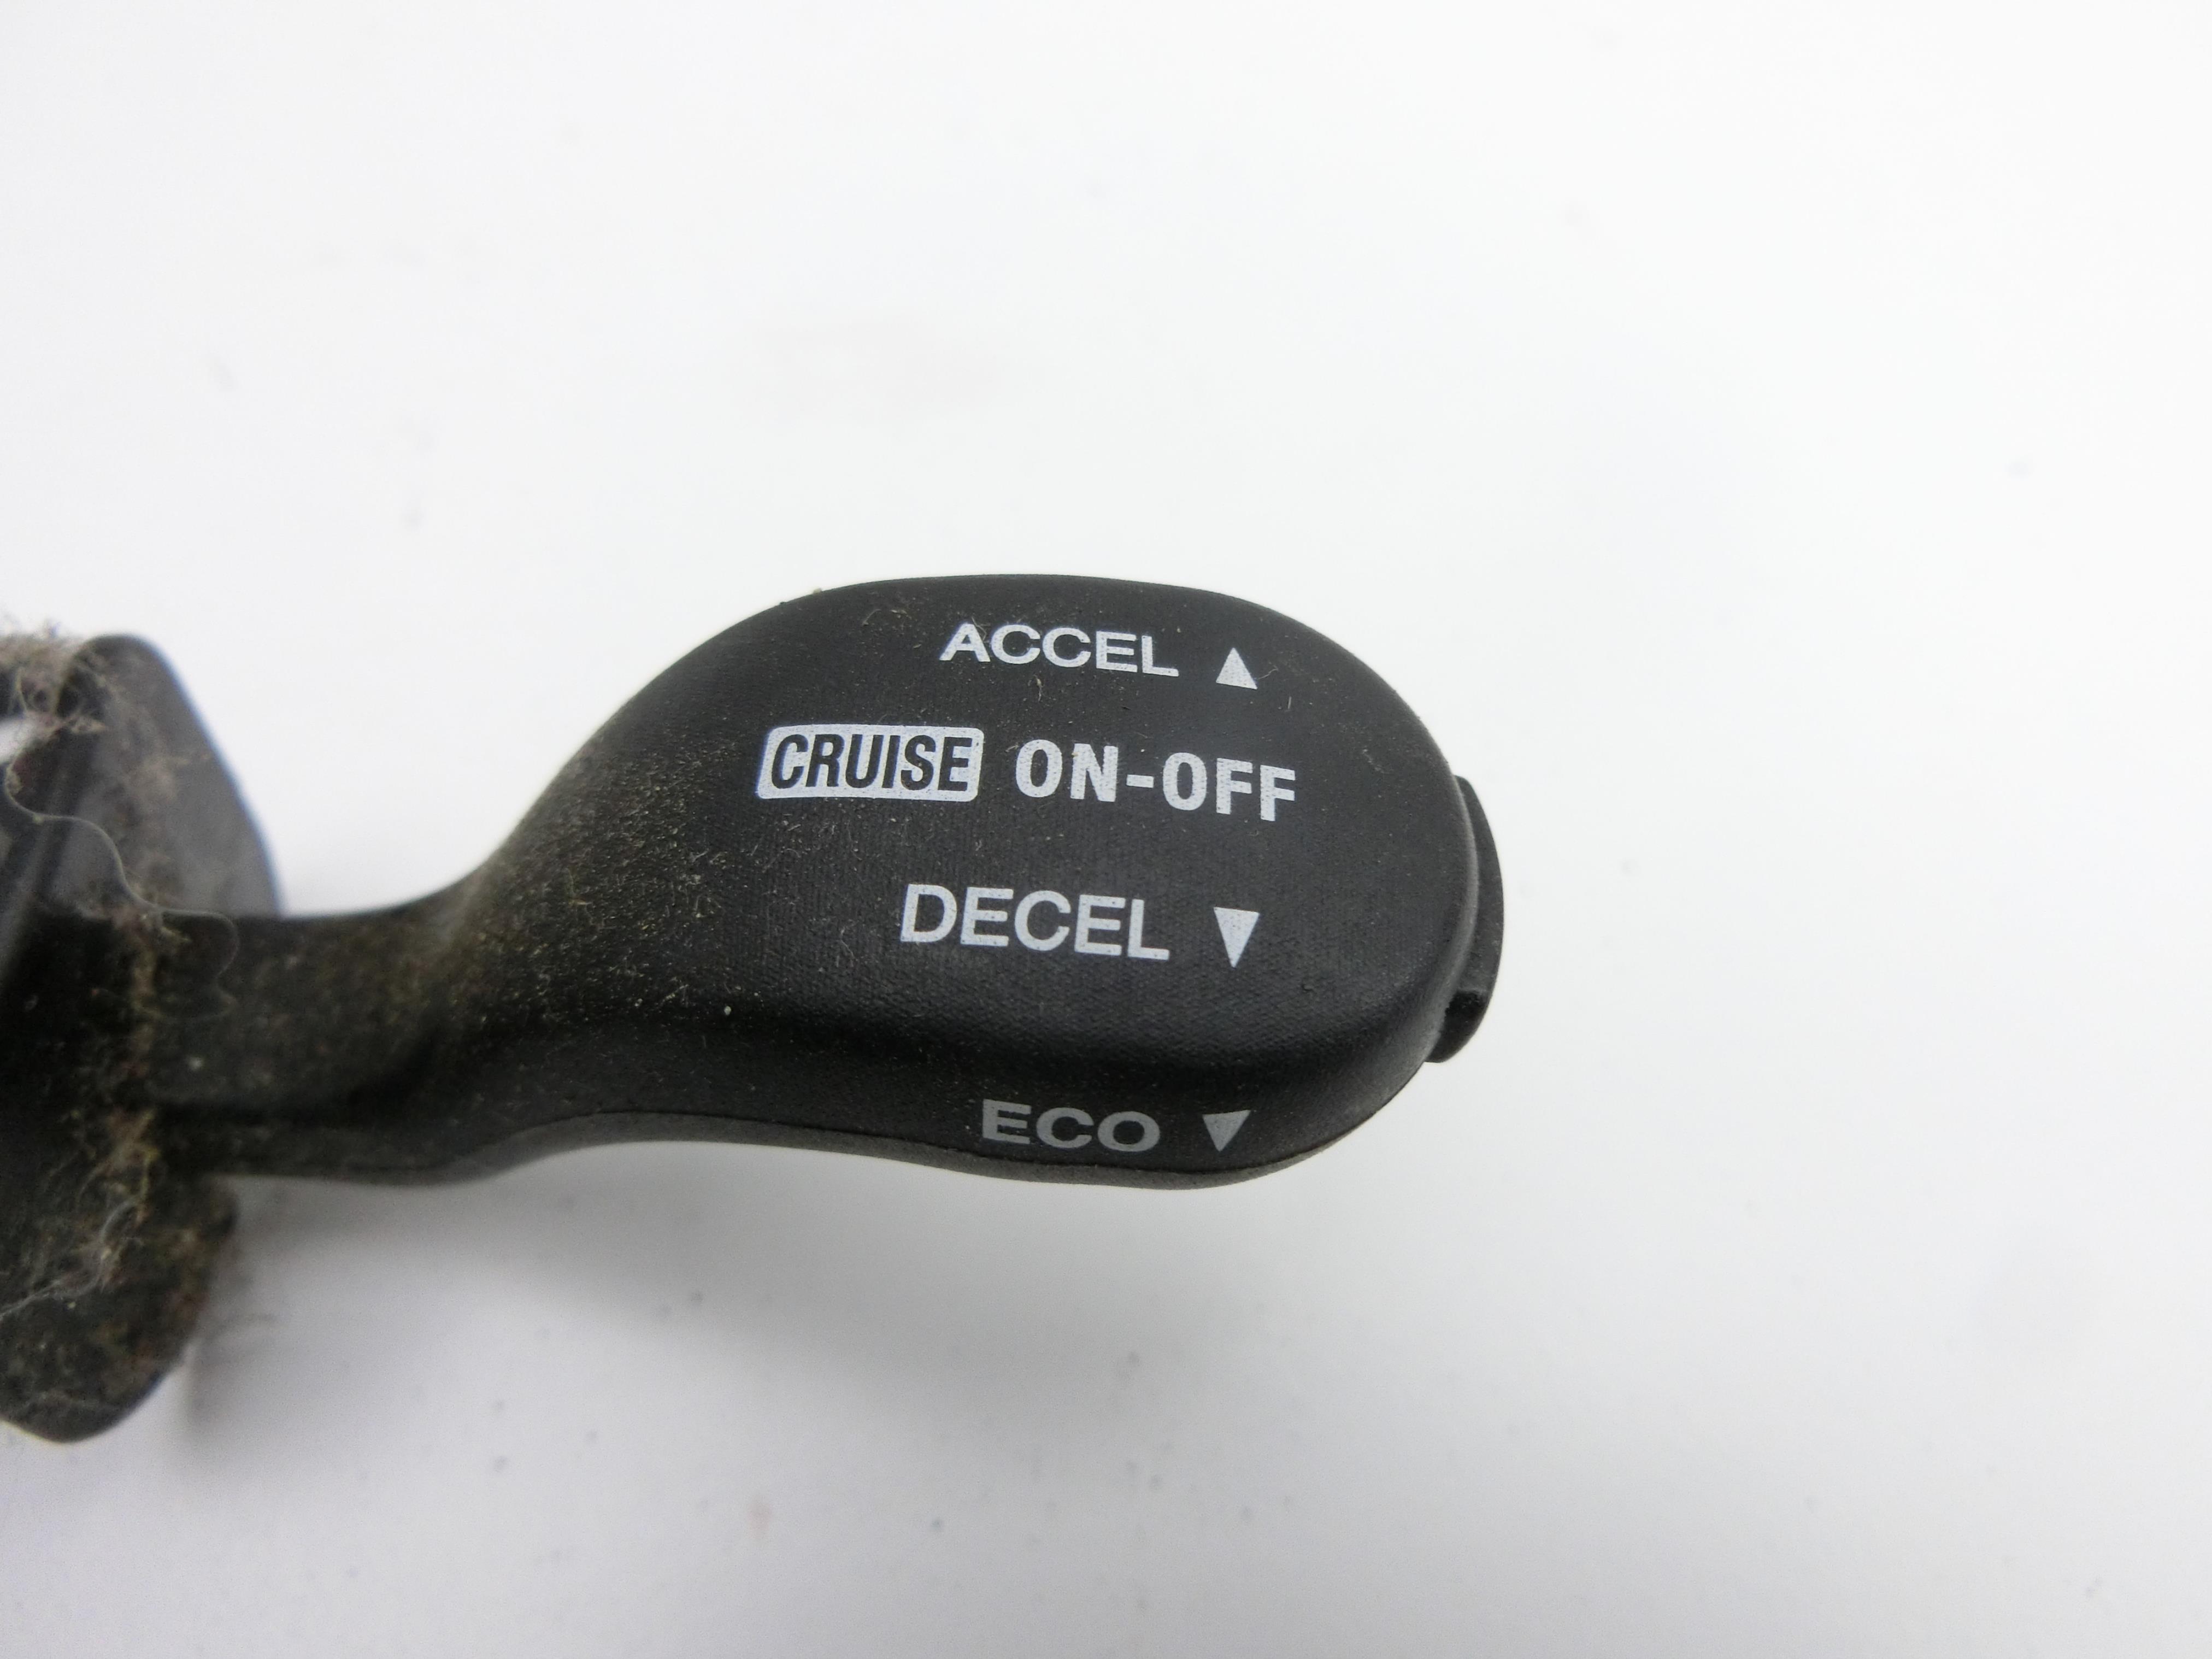 ACCEL ▲
CRUISE ON-OFF
DECEL ▼
ECO ▼